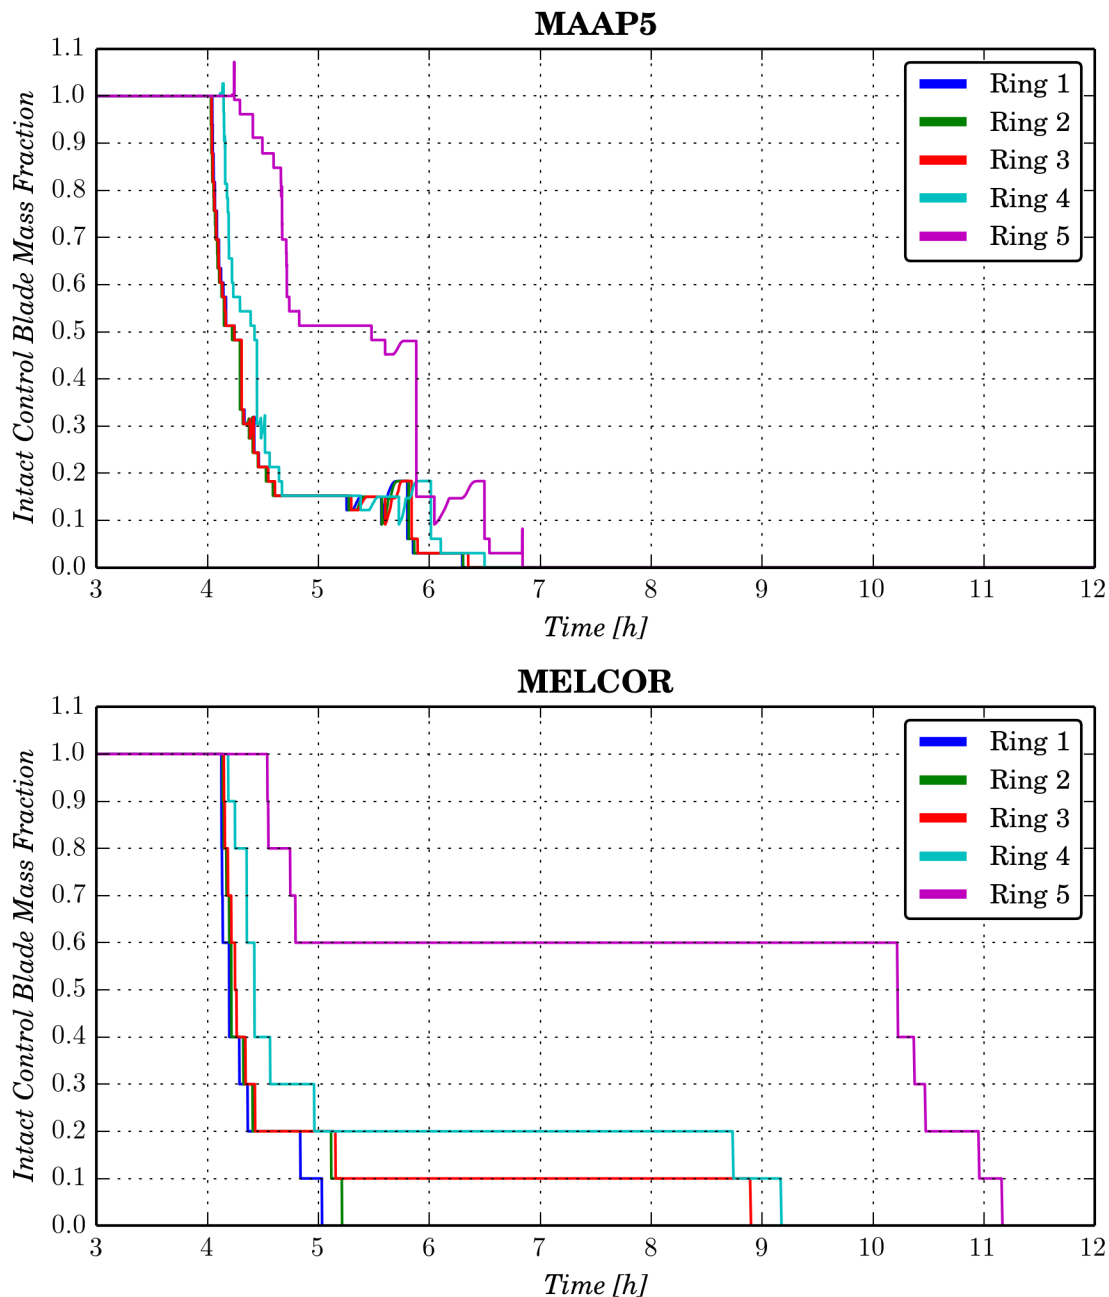 MAAP5
1.1
1.0
0.9
0.8
0.7
0.6
0.5
0.4
0.3
0.2
0.1
0.0
Intact Control Blade Mass Fraction
Ring 1
Ring 2
Ring 3
Ring 4
Ring 5
3 4 5 6 7 8 9 10 11 12
Time [h]
MELCOR
1.1
1.0
0.9
0.8
0.7
0.6
0.5
0.4
0.3
0.2
0.1
0.0
Intact Control Blade Mass Fraction
Ring 1
Ring 2
Ring 3
Ring 4
Ring 5
3 4 5 6 7 8 9 10 11 12
Time [h]